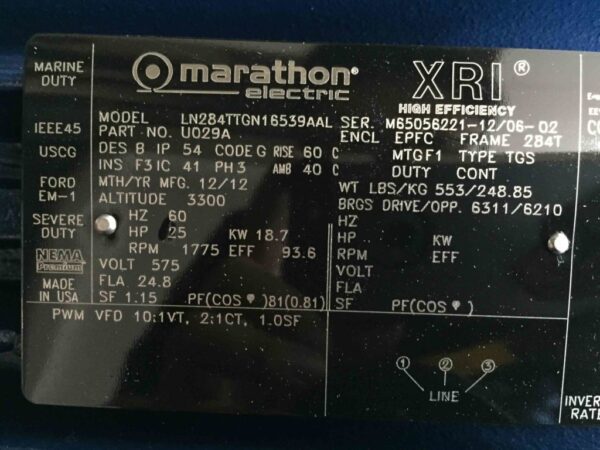 MARINE DUTY
IEEE45
USCG
FORD EM-1
SEVERE DUTY
NEMA Premium
MADE IN USA
marathon®
electric
XRI®
HIGH EFFICIENCY
MODEL LN284TTGN16539AAL SER. M65056221-12/06-02
PART NO. U029A ENCL EPFC FRAME 284T
DES B IP 54 CODE G RISE 60 C MTG F1 TYPE TGS
INS F3 IC 41 PH 3 AMB 40 C DUTY CONT
MTH/YR MFG. 12/12 WT LBS/KG 553/248.85
ALTITUDE 3300 BRGS DRIVE/OPP. 6311/6210
HZ 60 HZ
HP 25 KW 18.7 HP KW
RPM 1775 EFF 93.6 RPM EFF
VOLT 575 VOLT
FLA 24.8 FLA
SF 1.15 PF(COS φ)81(0.81) SF PF(COS φ)
PWM VFD 10:1VT, 2:1CT, 1.0SF
1 2 3
LINE
INVER
RATE